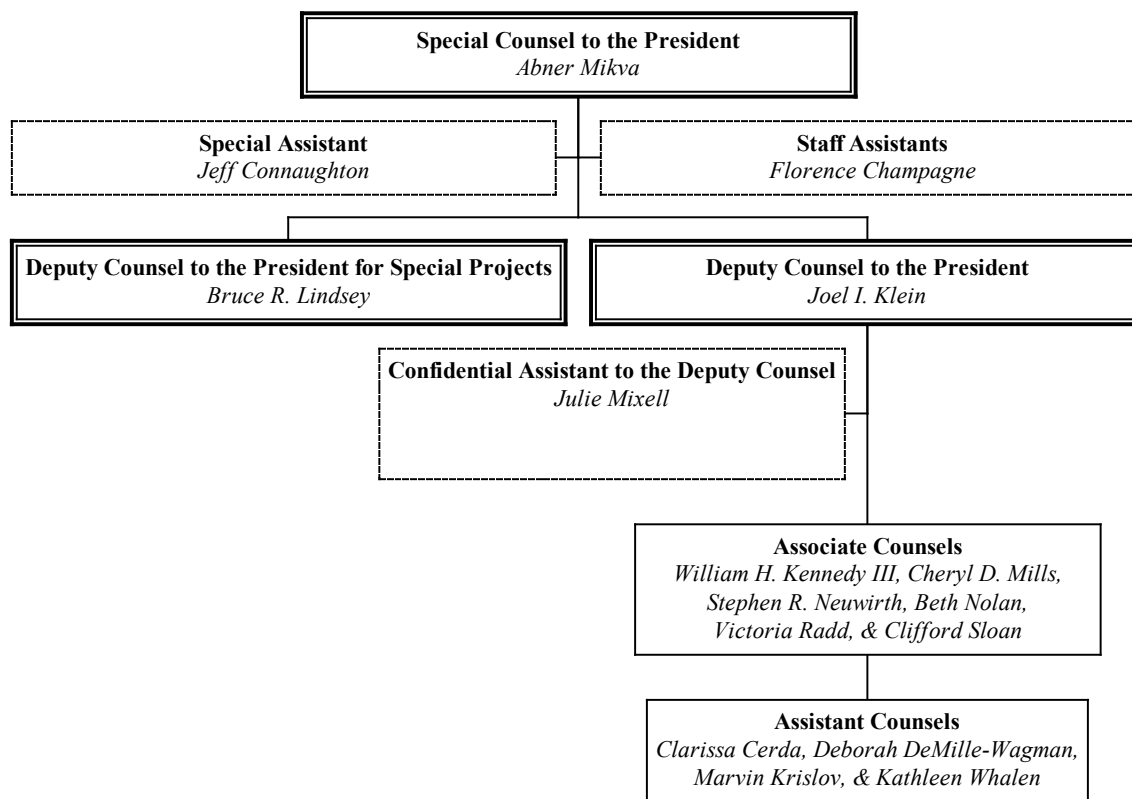 Special Counsel to the President
Abner Mikva
Special Assistant
Jeff Connaughton
Staff Assistants
Florence Champagne
Deputy Counsel to the President for Special Projects
Bruce R. Lindsey
Deputy Counsel to the President
Joel I. Klein
Confidential Assistant to the Deputy Counsel
Julie Mixell
Associate Counsels
William H. Kennedy III, Cheryl D. Mills,
Stephen R. Neuwirth, Beth Nolan,
Victoria Radd, & Clifford Sloan
Assistant Counsels
Clarissa Cerda, Deborah DeMille-Wagman,
Marvin Krislov, & Kathleen Whalen